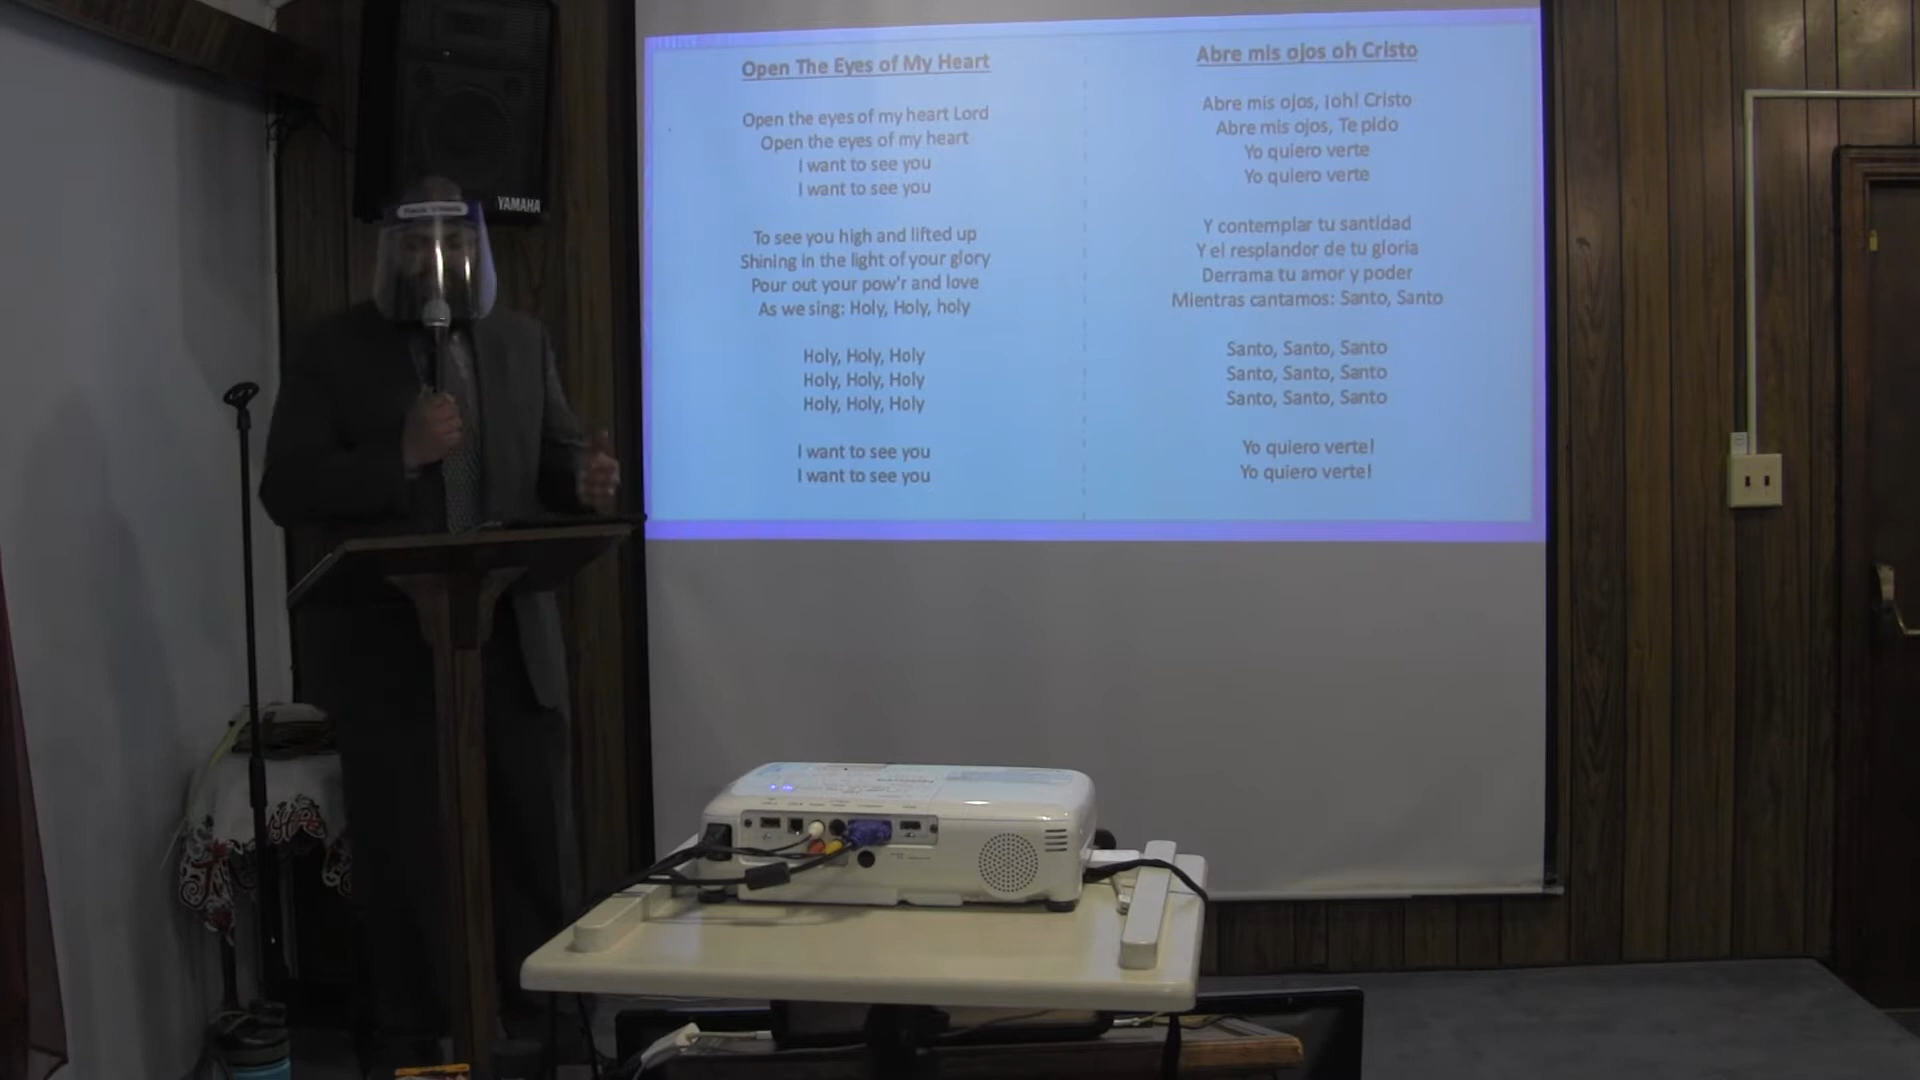 Open The Eyes of My Heart
Open the eyes of my heart Lord
Open the eyes of my heart
I want to see you
I want to see you
To see you high and lifted up
Shining in the light of your glory
Pour out your pow'r and love
As we sing: Holy, Holy, holy
Holy, Holy, Holy
Holy, Holy, Holy
Holy, Holy, Holy
I want to see you
I want to see you
Abre mis ojos oh Cristo
Abre mis ojos, ¡oh! Cristo
Abre mis ojos, Te pido
Yo quiero verte
Yo quiero verte
Y contemplar tu santidad
Y el resplandor de tu gloria
Derrama tu amor y poder
Mientras cantamos: Santo, Santo
Santo, Santo, Santo
Santo, Santo, Santo
Santo, Santo, Santo
Yo quiero verte!
Yo quiero verte!
YAMAHA